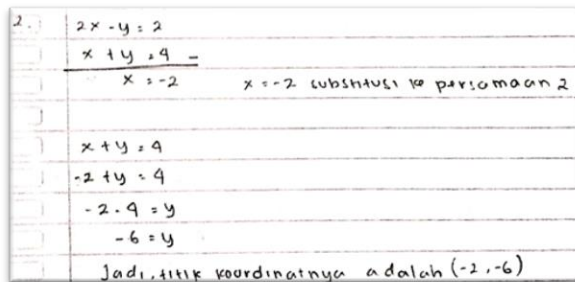 2. 2x - y = 2
x + y = 4 -
x = -2 x = -2 substitusi ke persamaan 2
x + y = 4
-2 + y = 4
-2 - 4 = y
-6 = y
Jadi, titik koordinatnya adalah (-2, -6)